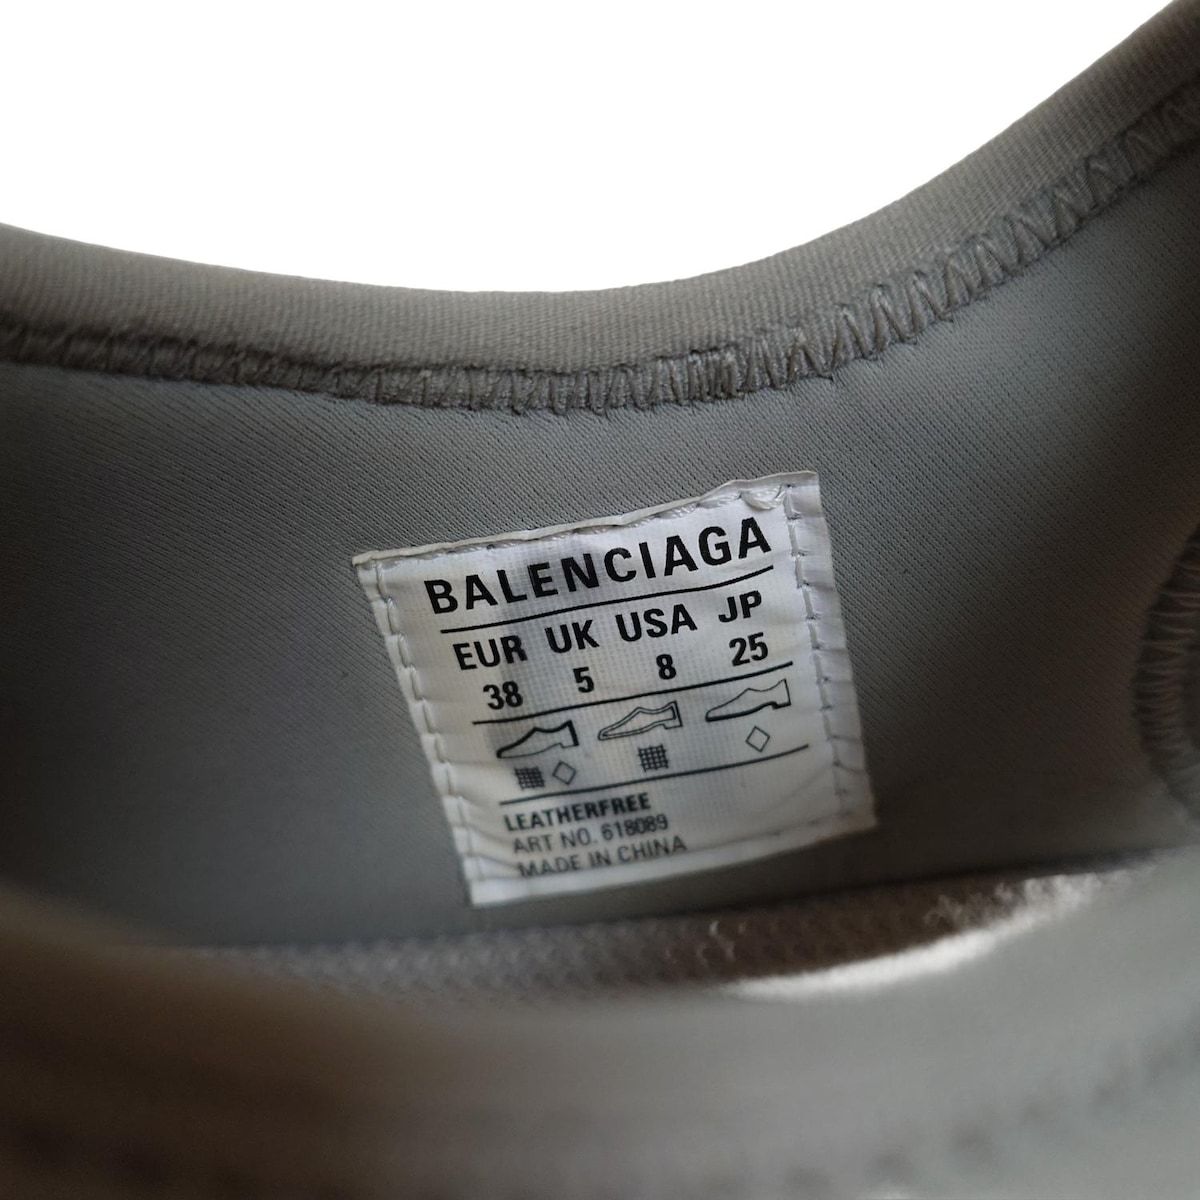 BALENCIAGA
EUR UK USA JP
38 5 8 25
LEATHERFREE
ART NO. 618089
MADE IN CHINA